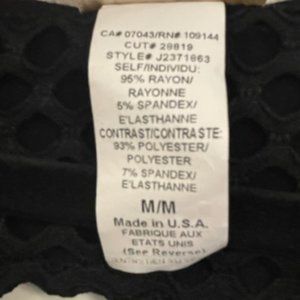 CA# 07043/RN# 109144
CUT# 29819
STYLE# J2371663
SELF/INDIVIDU:
95% RAYON/
RAYONNE
5% SPANDEX/
E'LASTHANNE
CONTRAST/CONTRASTE:
93% POLYESTER/
POLYESTER
7% SPANDEX/
E'LASTHANNE
M/M
Made in U.S.A.
FABRIQUE AUX
ETATS UNIS
(See Reverse)